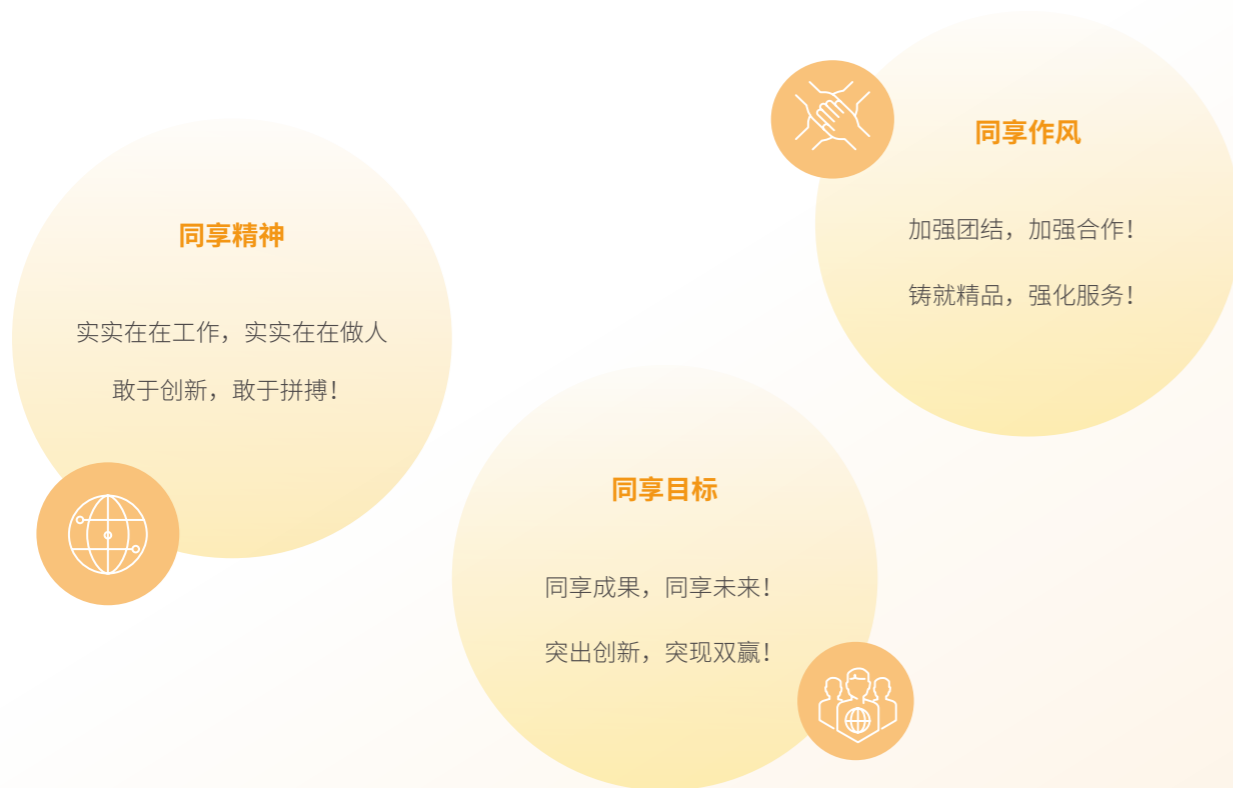 同享精神
实实在在工作，实实在在做人
敢于创新，敢于拼搏！
同享目标
同享成果，同享未来！
突出创新，突现双赢！
同享作风
加强团结，加强合作！
铸就精品，强化服务！